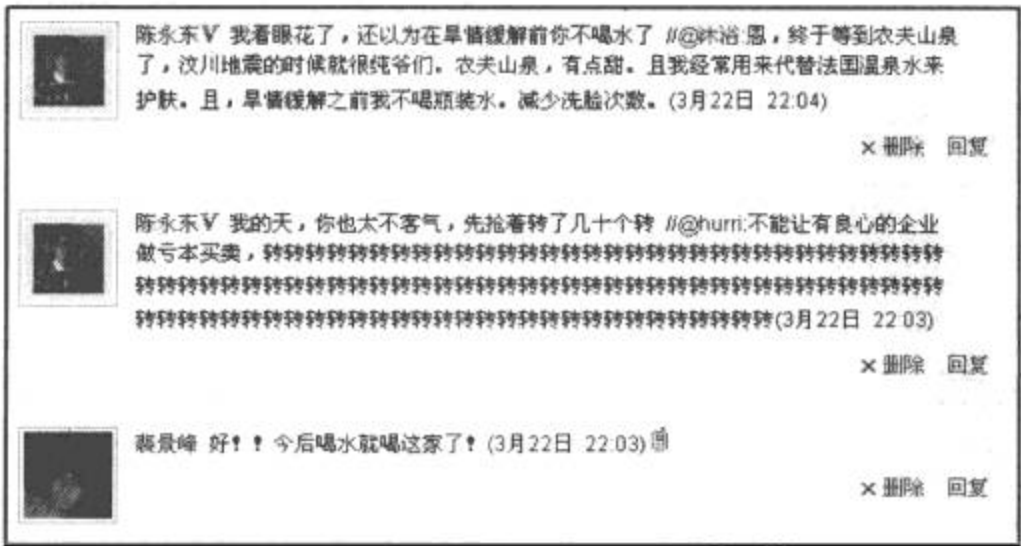 陈永东V 我看眼花了，还以为在旱情缓解前你不喝水了 //@沐浴.恩，终于等到农夫山泉
了，汶川地震的时候就很纯爷们。农夫山泉，有点甜。且我经常用来代替法国温泉水来
护肤。且，旱情缓解之前我不喝瓶装水。减少洗脸次数。(3月22日 22:04)
×删除 回复
陈永东V 我的天，你也太不客气，先抢着转了几十个转 //@hurri:不能让有良心的企业
做亏本买卖，转转转转转转转转转转转转转转转转转转转转转转转转转转转转转转转转
转转转转转转转转转转转转转转转转转转转转转转转转转转转转转转转转转转转转转转
转转转转转转转转转转转转转转转转转转转转转转转转转转转转转转(3月22日 22:03)
×删除 回复
裴景峰 好！！今后喝水就喝这家了！(3月22日 22:03)
×删除 回复